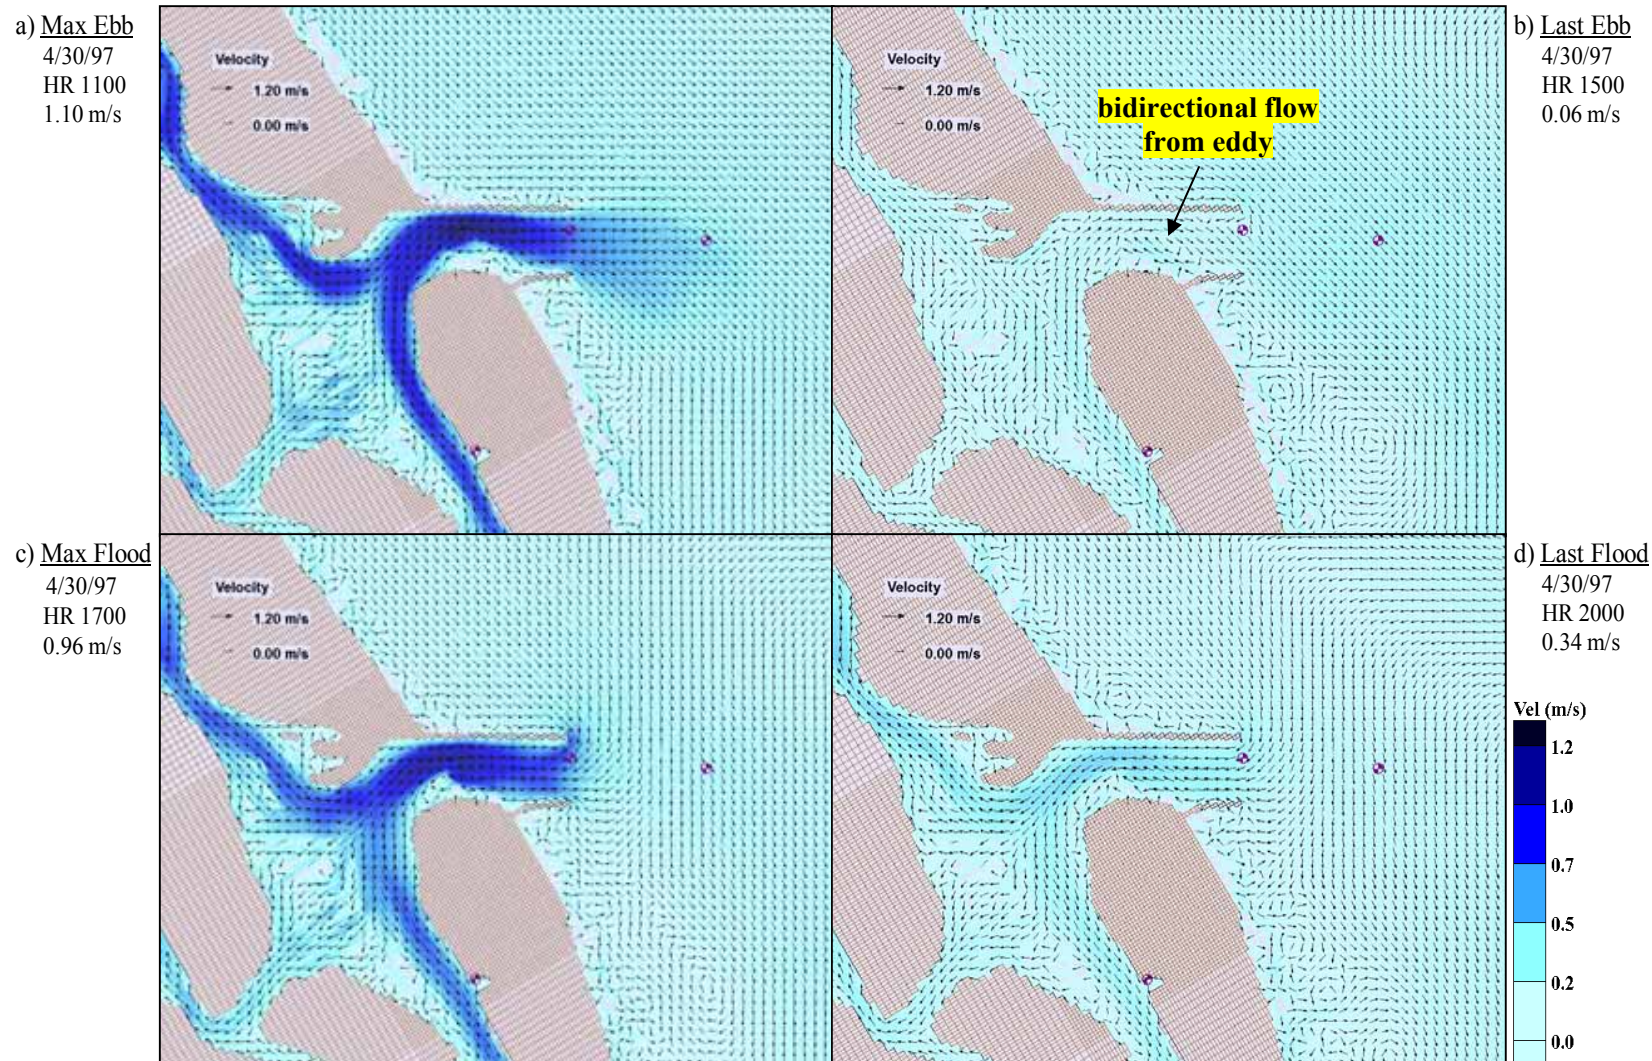 a) Max Ebb
4/30/97
HR 1100
1.10 m/s
Velocity
1.20 m/s
0.00 m/s
Velocity
1.20 m/s
0.00 m/s
bidirectional flow
from eddy
b) Last Ebb
4/30/97
HR 1500
0.06 m/s
c) Max Flood
4/30/97
HR 1700
0.96 m/s
Velocity
1.20 m/s
0.00 m/s
Velocity
1.20 m/s
0.00 m/s
d) Last Flood
4/30/97
HR 2000
0.34 m/s
Vel (m/s)
1.2
1.0
0.7
0.5
0.2
0.0